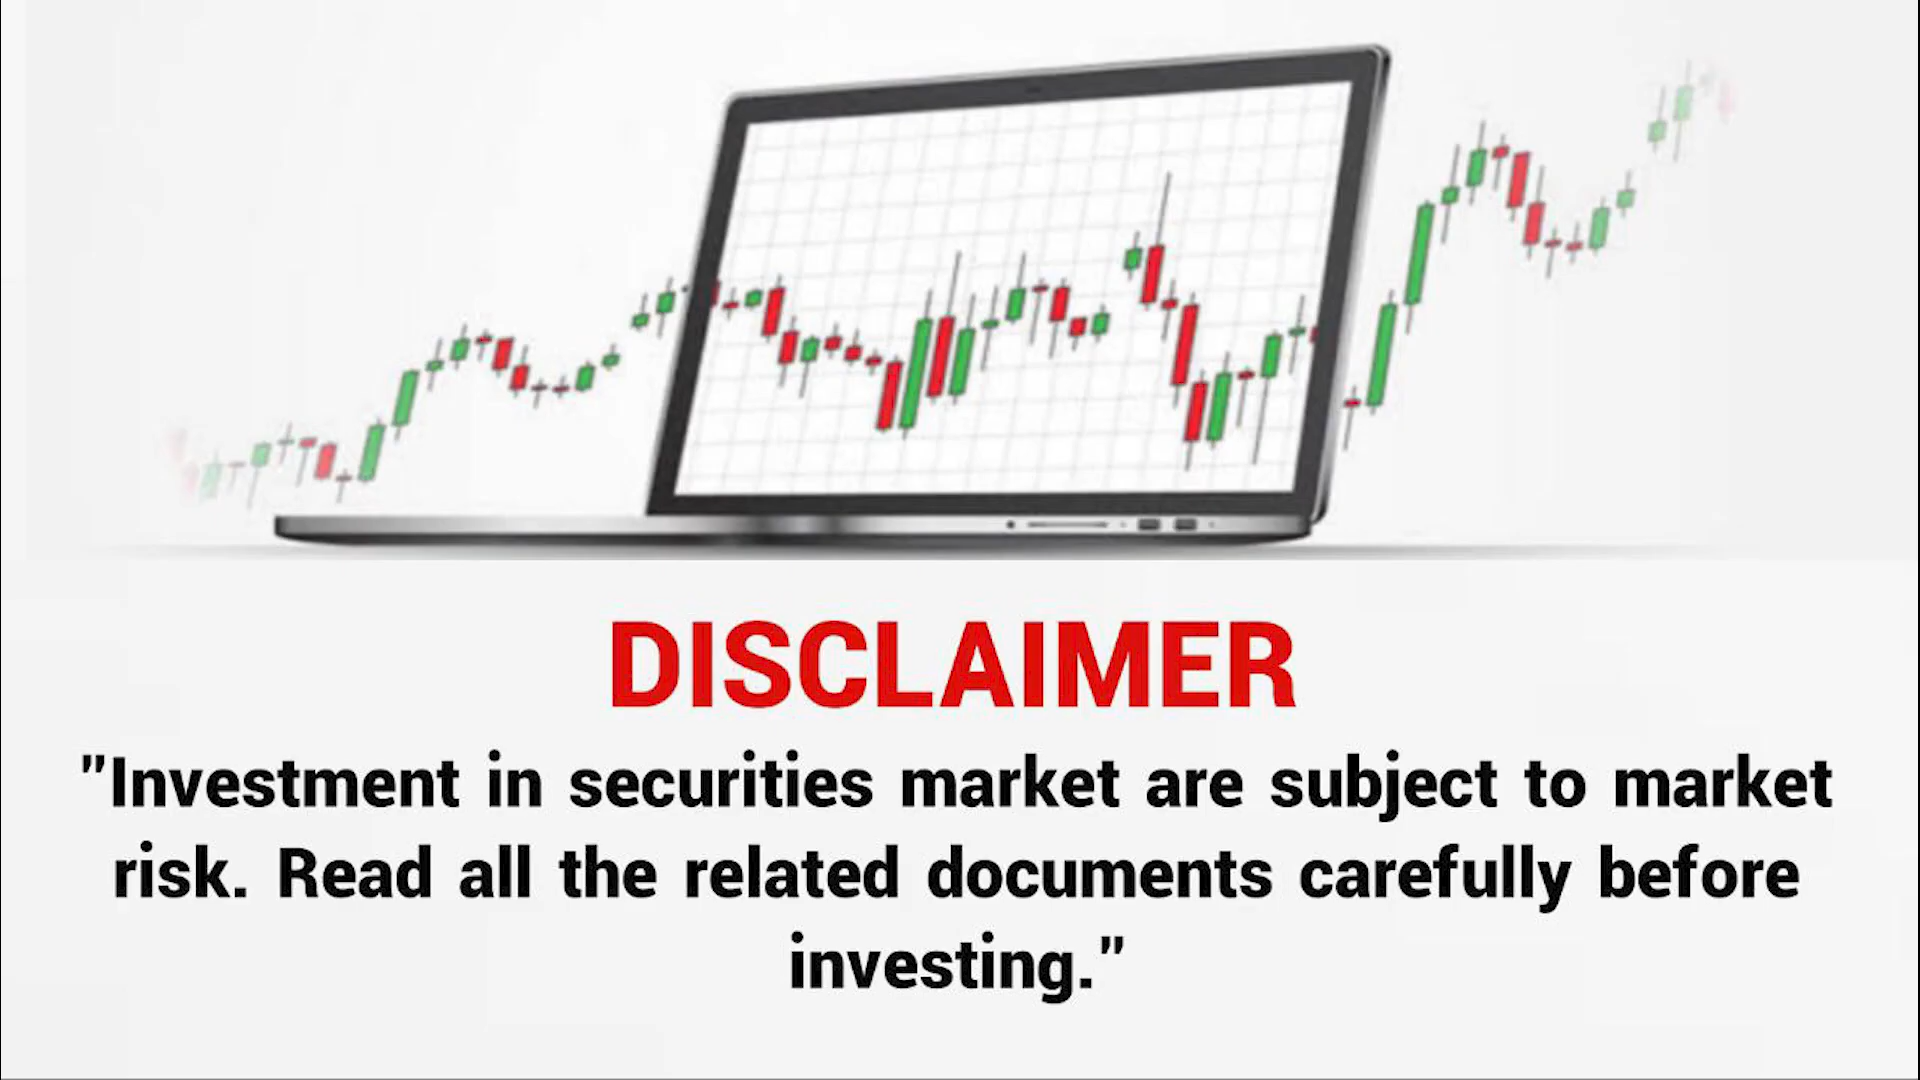 DISCLAIMER
"Investment in securities market are subject to market
risk. Read all the related documents carefully before
investing."